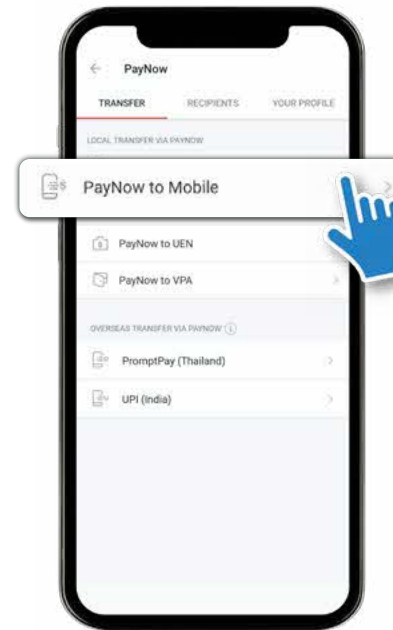 PayNow
TRANSFER RECIPIENTS YOUR PROFILE
LOCAL TRANSFER VIA PAYNOW
PayNow to Mobile
PayNow to UEN
PayNow to VPA
OVERSEAS TRANSFER VIA PAYNOW
PromptPay (Thailand)
UPI (India)